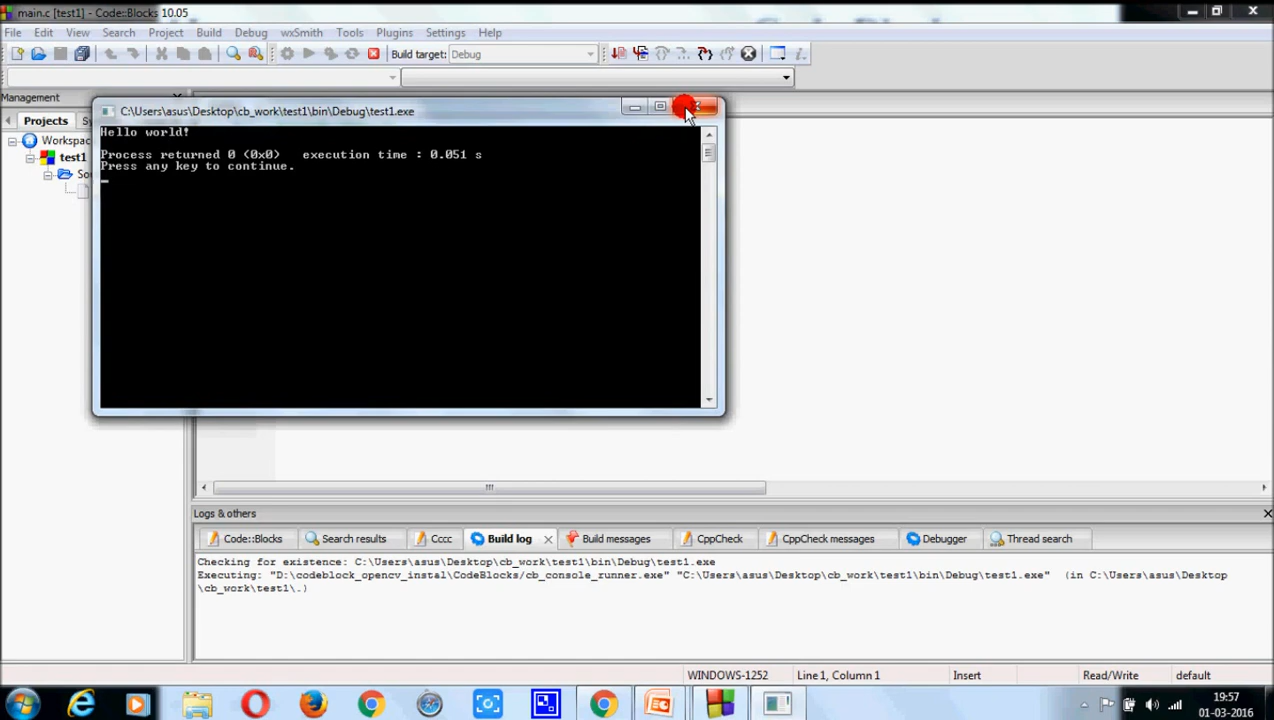 main.c [test1] - Code::Blocks 10.05
File Edit View Search Project Build Debug wxSmith Tools Plugins Settings Help
Build target: Debug
Management
Projects
C:\Users\asus\Desktop\cb_work\test1\bin\Debug\test1.exe
Hello world!
Process returned 0 (0x0)   execution time : 0.051 s
Press any key to continue.
test1
Logs & others
Code::Blocks Search results Cccc Build log Build messages CppCheck CppCheck messages Debugger Thread search
Checking for existence: C:\Users\asus\Desktop\cb_work\test1\bin\Debug\test1.exe
Executing: "D:\codeblock_opencv_instal\CodeBlocks/cb_console_runner.exe" "C:\Users\asus\Desktop\cb_work\test1\bin\Debug\test1.exe"  (in C:\Users\asus\Desktop
\cb_work\test1\.)
WINDOWS-1252 Line 1, Column 1 Insert Read/Write default
19:57
01-03-2016